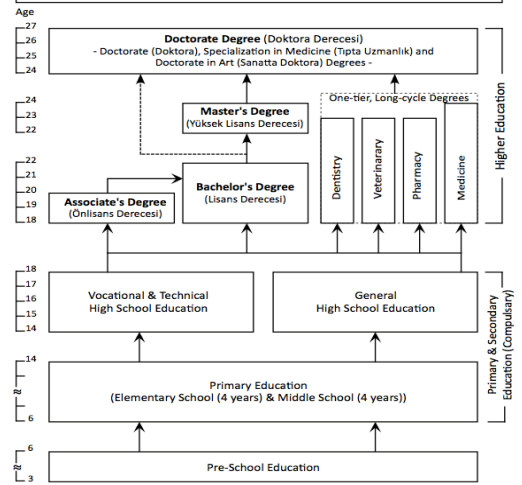 Age
27
26
25
24
Doctorate Degree (Doktora Derecesi)
- Doctorate (Doktora), Specialization in Medicine (Tıpta Uzmanlık) and
Doctorate in Art (Sanatta Doktora) Degrees -
24
23
22
Master's Degree
(Yüksek Lisans Derecesi)
One-tier, Long-cycle Degrees
Higher Education
22
21
20
19
18
Associate's Degree
(Önlisans Derecesi)
Bachelor's Degree
(Lisans Derecesi)
Dentistry
Veterinarary
Pharmacy
Medicine
18
17
16
15
14
Vocational & Technical
High School Education
General
High School Education
Primary & Secondary
Education (Compulsary)
14
≈
6
Primary Education
(Elementary School (4 years) & Middle School (4 years))
6
≈
3
Pre-School Education